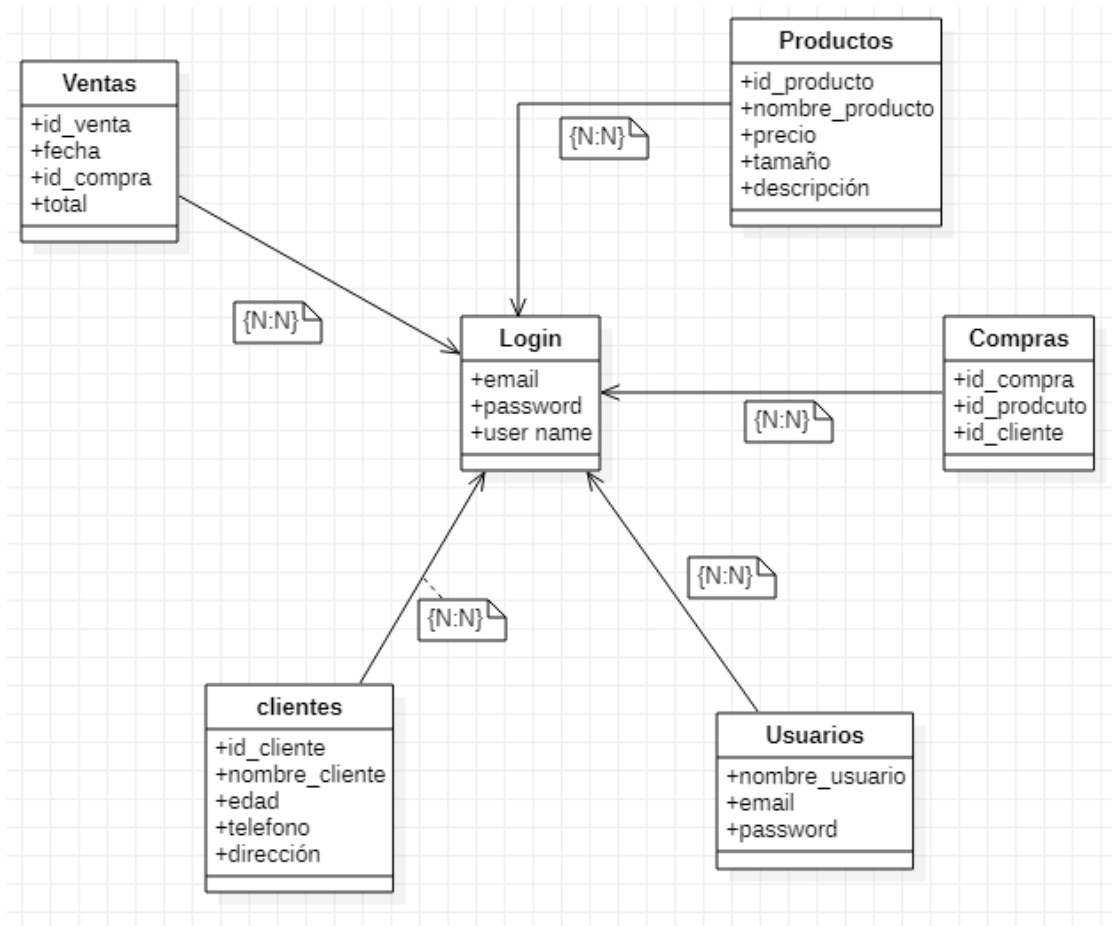 Productos
+id_producto
+nombre_producto
+precio
+tamaño
+descripción
Ventas
+id_venta
+fecha
+id_compra
+total
{N:N}
{N:N}
Login
+email
+password
+user name
Compras
+id_compra
+id_prodcuto
+id_cliente
{N:N}
{N:N}
{N:N}
clientes
+id_cliente
+nombre_cliente
+edad
+telefono
+dirección
Usuarios
+nombre_usuario
+email
+password